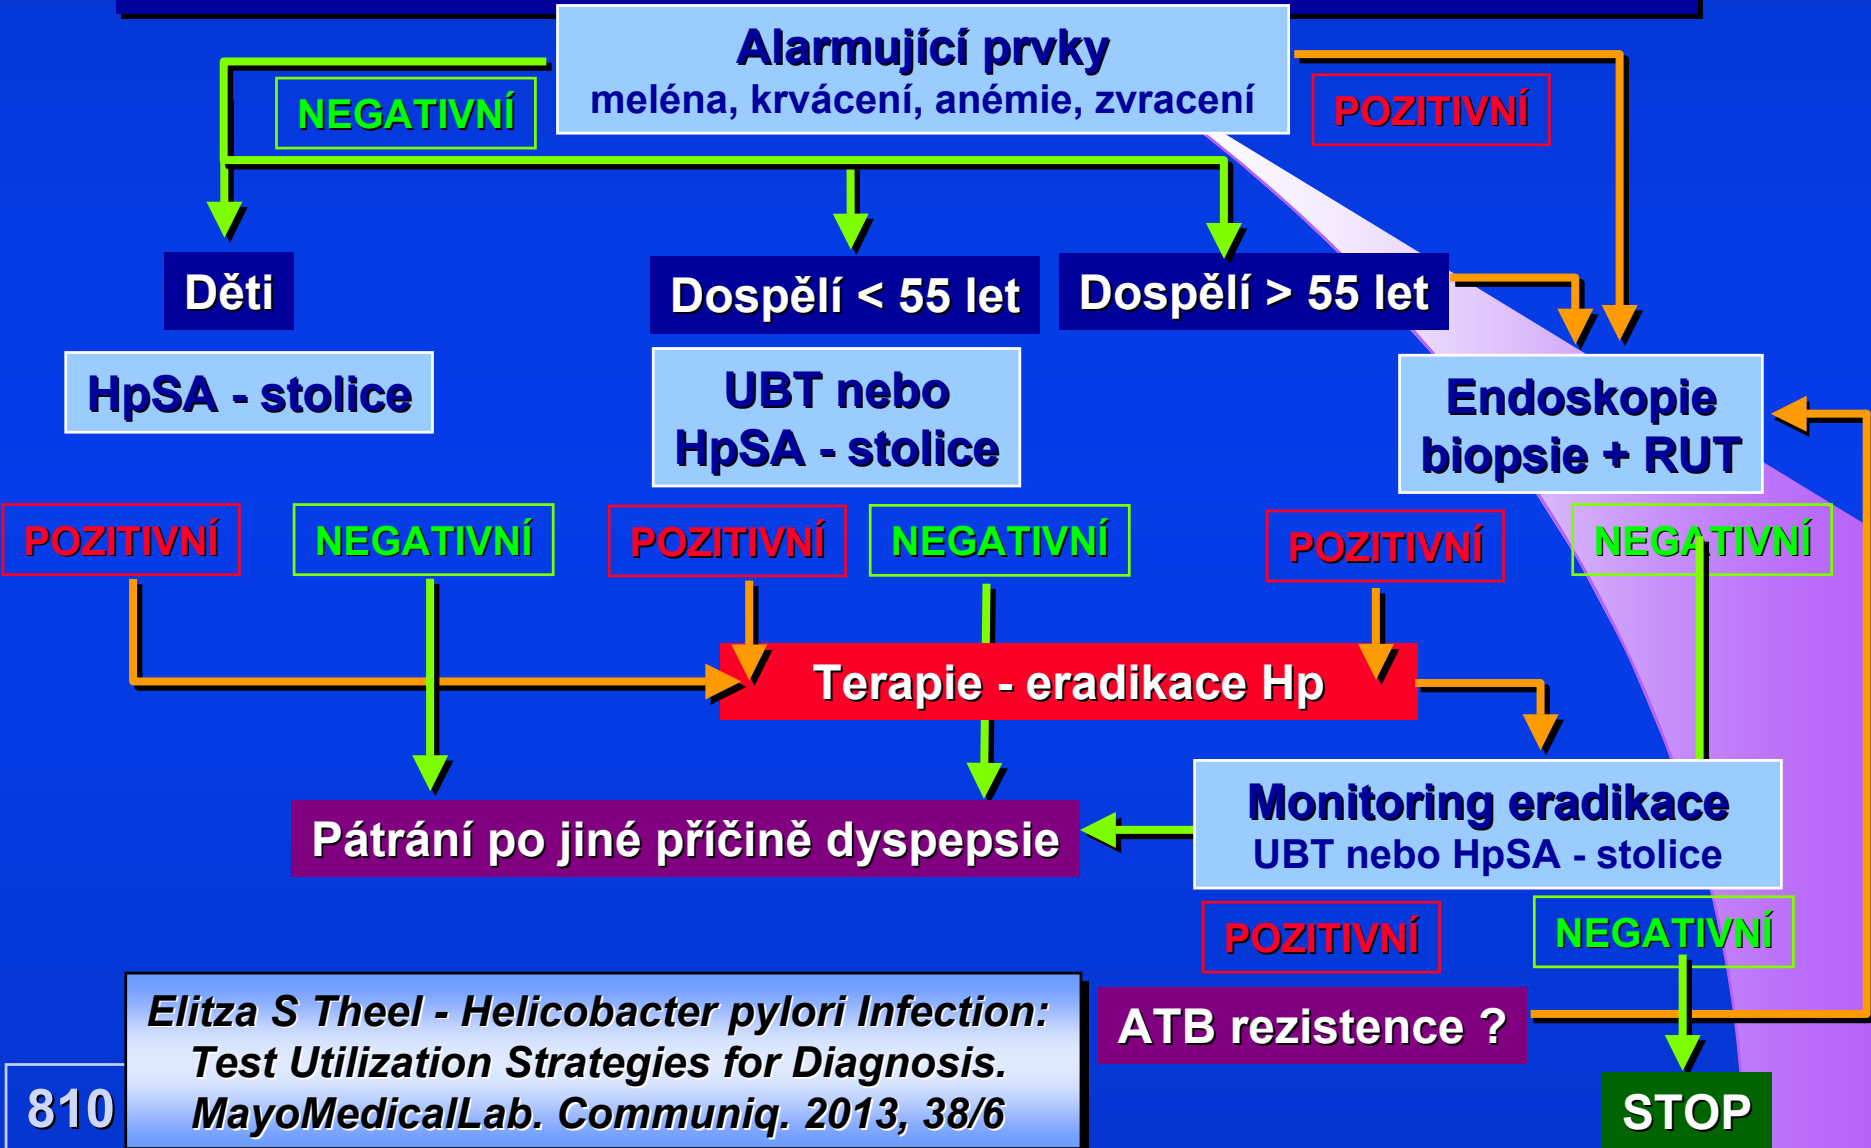 Alarmující prvky
meléna, krvácení, anémie, zvracení
NEGATIVNÍ
POZITIVNÍ
Děti
Dospělí < 55 let
Dospělí > 55 let
HpSA - stolice
UBT nebo
HpSA - stolice
Endoskopie
biopsie + RUT
POZITIVNÍ
NEGATIVNÍ
POZITIVNÍ
NEGATIVNÍ
POZITIVNÍ
NEGATIVNÍ
Terapie - eradikace Hp
Pátrání po jiné příčině dyspepsie
Monitoring eradikace
UBT nebo HpSA - stolice
POZITIVNÍ
NEGATIVNÍ
ATB rezistence ?
STOP
Elitza S Theel - Helicobacter pylori Infection:
Test Utilization Strategies for Diagnosis.
MayoMedicalLab. Communiq. 2013, 38/6
810